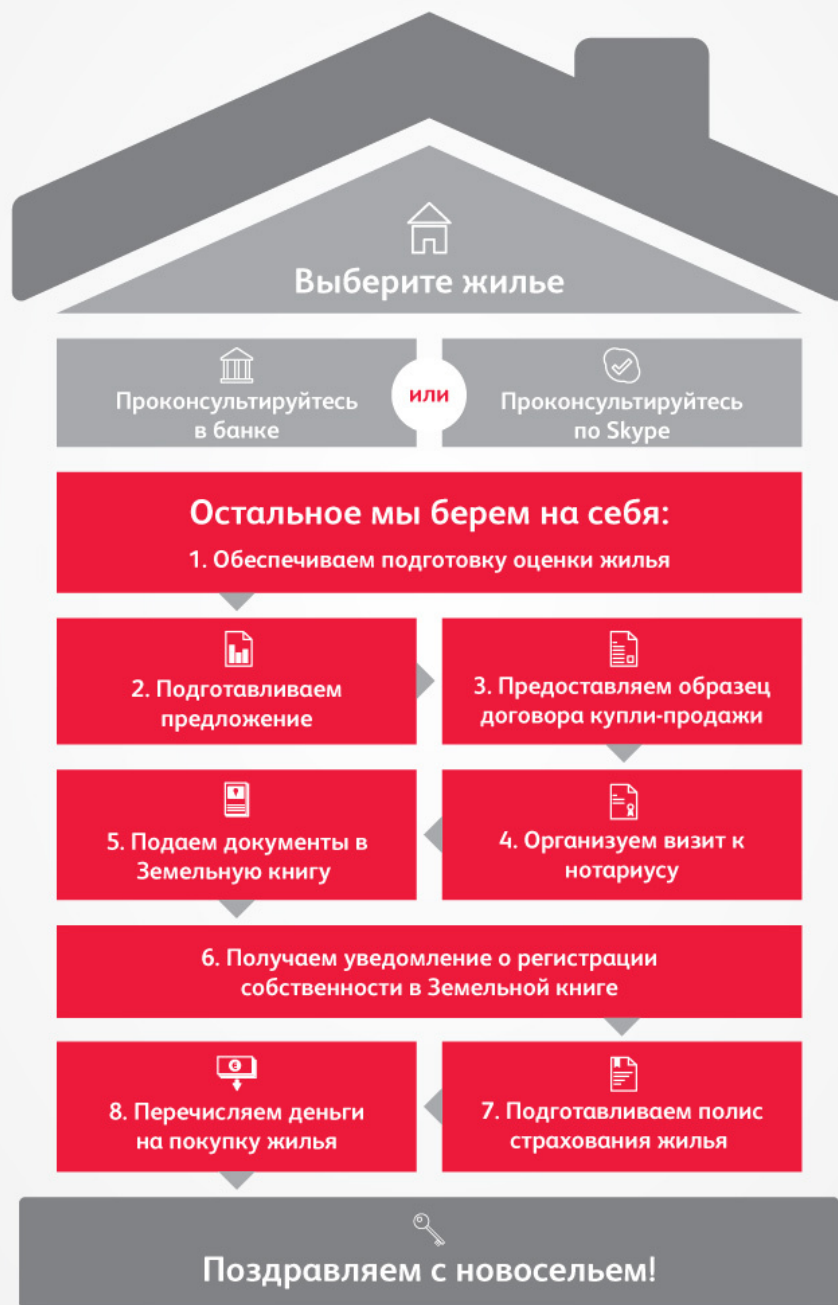 Выберите жилье
Проконсультируйтесь
в банке
или
Проконсультируйтесь
по Skype
Остальное мы берем на себя:
1. Обеспечиваем подготовку оценки жилья
2. Подготавливаем
предложение
3. Предоставляем образец
договора купли-продажи
5. Подаем документы в
Земельную книгу
4. Организуем визит к
нотариусу
6. Получаем уведомление о регистрации
собственности в Земельной книге
8. Перечисляем деньги
на покупку жилья
7. Подготавливаем полис
страхования жилья
Поздравляем с новосельем!